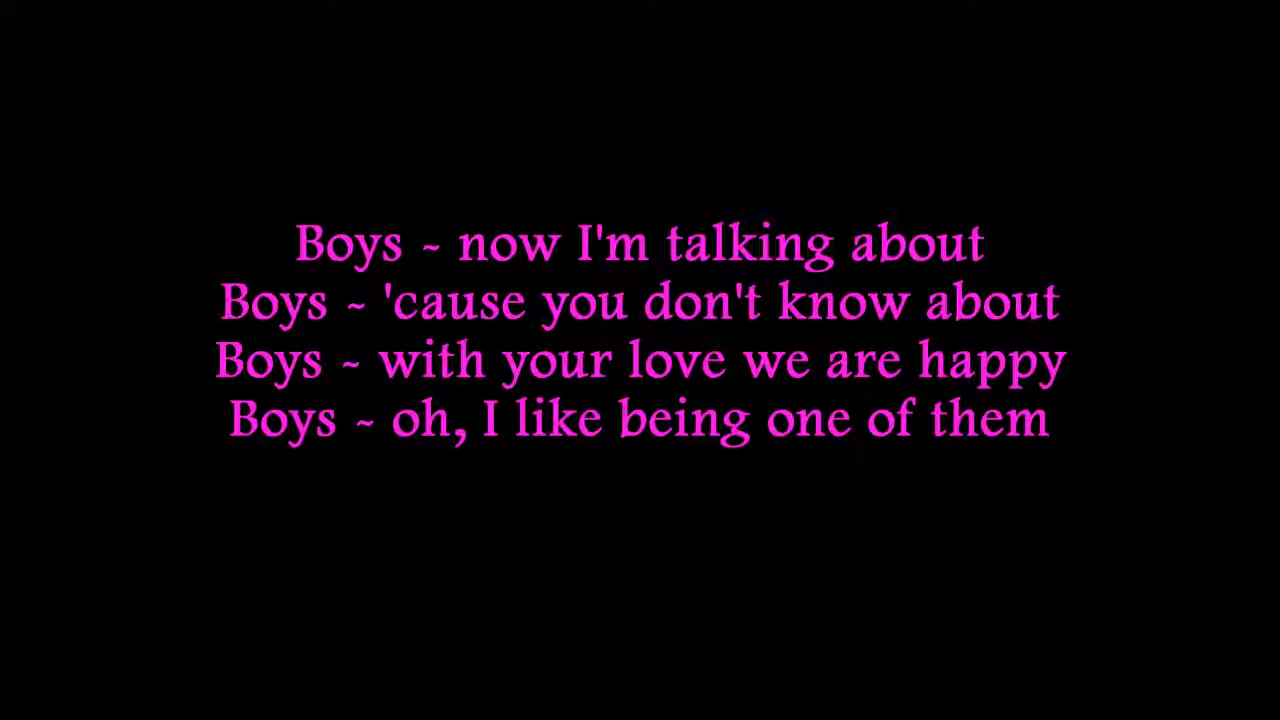 Boys ~ now I'm talking about
Boys ~ 'cause you don't know about
Boys ~ with your love we are happy
Boys ~ oh, I like being one of them